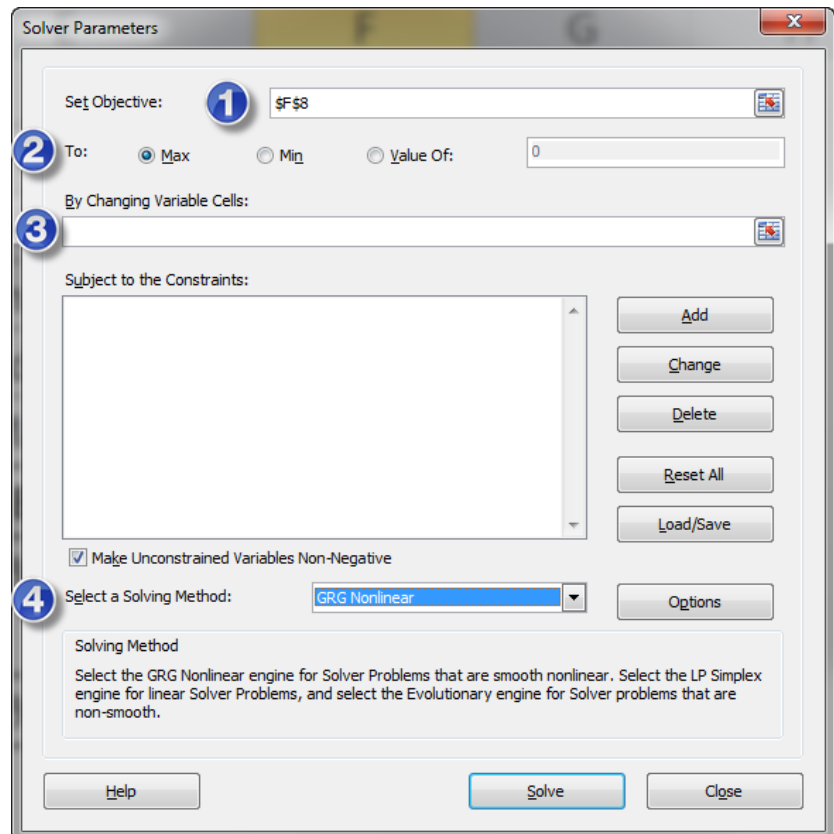 Solver Parameters
F G
Set Objective: 1 $F$8
2 To: Max Min Value Of: 0
By Changing Variable Cells:
3
Subject to the Constraints:
Add
Change
Delete
Reset All
Load/Save
Make Unconstrained Variables Non-Negative
4 Select a Solving Method: GRG Nonlinear Options
Solving Method
Select the GRG Nonlinear engine for Solver Problems that are smooth nonlinear. Select the LP Simplex
engine for linear Solver Problems, and select the Evolutionary engine for Solver problems that are
non-smooth.
Help Solve Close